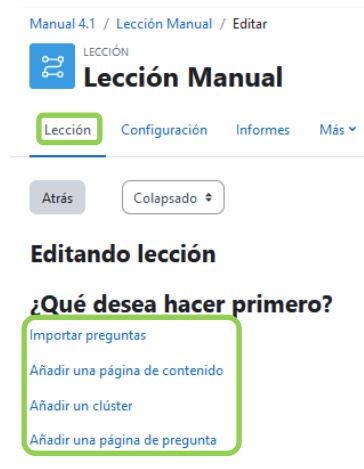 Manual 4.1 / Lección Manual / Editar
LECCIÓN
Lección Manual
Lección Configuración Informes Más
Atrás Colapsado
Editando lección
¿Qué desea hacer primero?
Importar preguntas
Añadir una página de contenido
Añadir un clúster
Añadir una página de pregunta